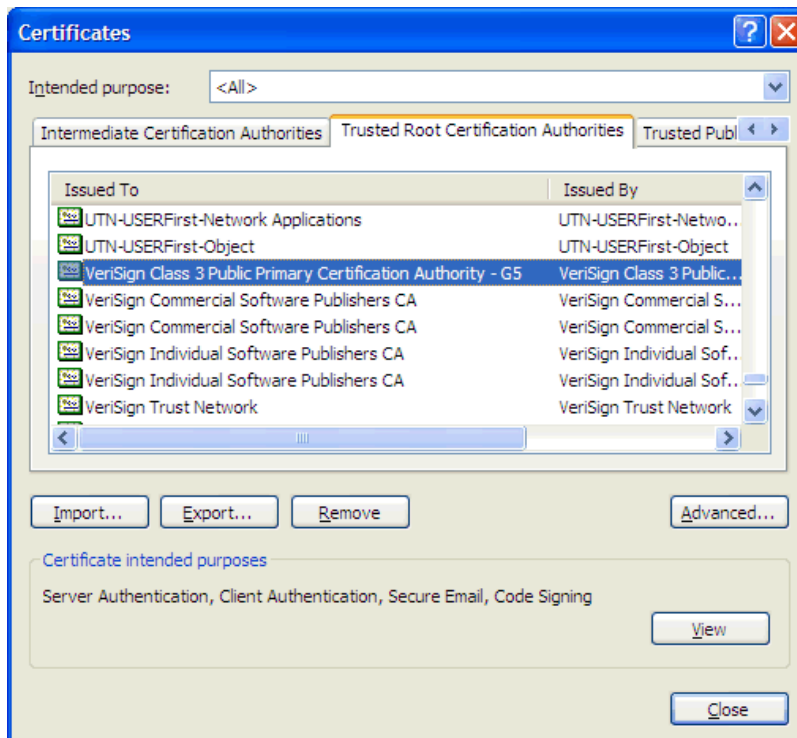 Certificates
Intended purpose: <All>
Intermediate Certification Authorities Trusted Root Certification Authorities Trusted Publ
Issued To Issued By
UTN-USERFirst-Network Applications UTN-USERFirst-Netwo...
UTN-USERFirst-Object UTN-USERFirst-Object
VeriSign Class 3 Public Primary Certification Authority - G5 VeriSign Class 3 Public...
VeriSign Commercial Software Publishers CA VeriSign Commercial S...
VeriSign Commercial Software Publishers CA VeriSign Commercial S...
VeriSign Individual Software Publishers CA VeriSign Individual Sof...
VeriSign Individual Software Publishers CA VeriSign Individual Sof...
VeriSign Trust Network VeriSign Trust Network
Import... Export... Remove Advanced...
Certificate intended purposes
Server Authentication, Client Authentication, Secure Email, Code Signing
View
Close